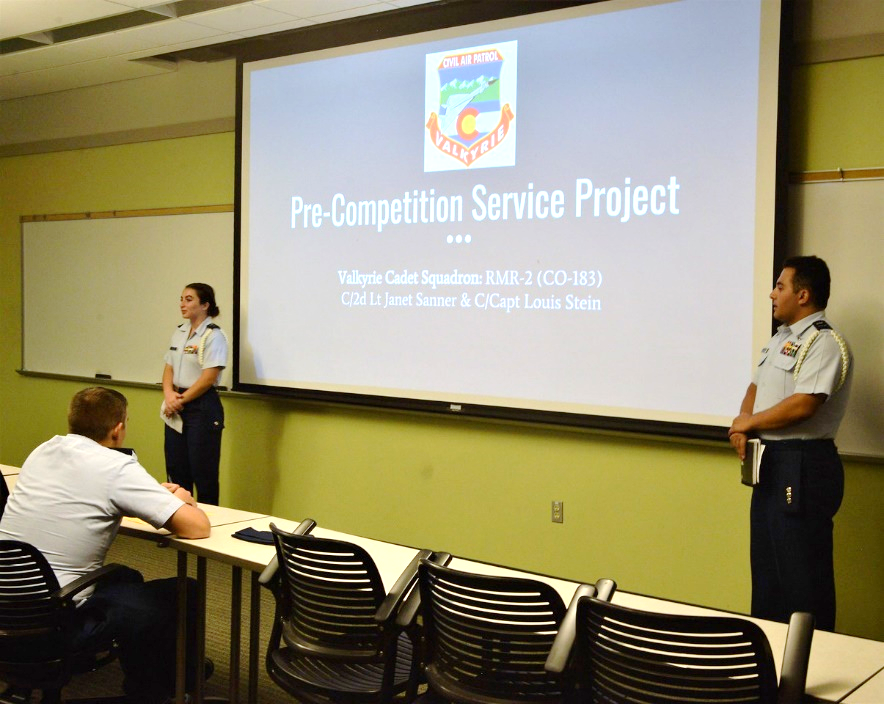 CIVIL AIR PATROL
VALKYRIE
Pre-Competition Service Project
Valkyrie Cadet Squadron: RMR-2 (CO-183)
C/2d Lt Janet Sanner & C/Capt Louis Stein